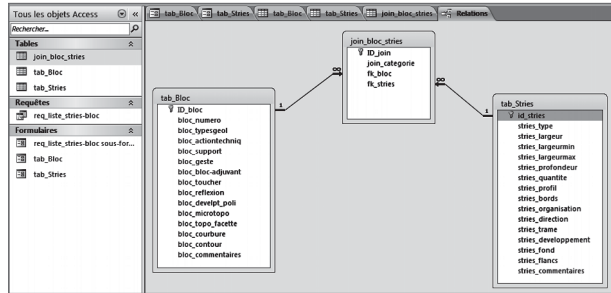 Tous les objets Access
Rechercher...
Tables
join_bloc_stries
tab_Bloc
tab_Stries
Requêtes
req_liste_stries-bloc
Formulaires
req_liste_stries-bloc sous-for...
tab_Bloc
tab_Stries
tab_Bloc tab_Stries tab_Bloc tab_Stries join_bloc_stries Relations
join_bloc_stries
ID_join
join_categorie
fk_bloc
fk_stries
tab_Bloc
ID_bloc
bloc_numero
bloc_typesgeol
bloc_actiontechniq
bloc_support
bloc_geste
bloc_bloc-adjuvant
bloc_toucher
bloc_reflexion
bloc_develpt_poli
bloc_microtopo
bloc_topo_facette
bloc_courbure
bloc_contour
bloc_commentaires
1
∞
∞
1
tab_Stries
id_stries
stries_type
stries_largeur
stries_largeurmin
stries_largeurmax
stries_profondeur
stries_quantite
stries_profil
stries_bords
stries_organisation
stries_direction
stries_trame
stries_developpement
stries_fond
stries_flancs
stries_commentaires